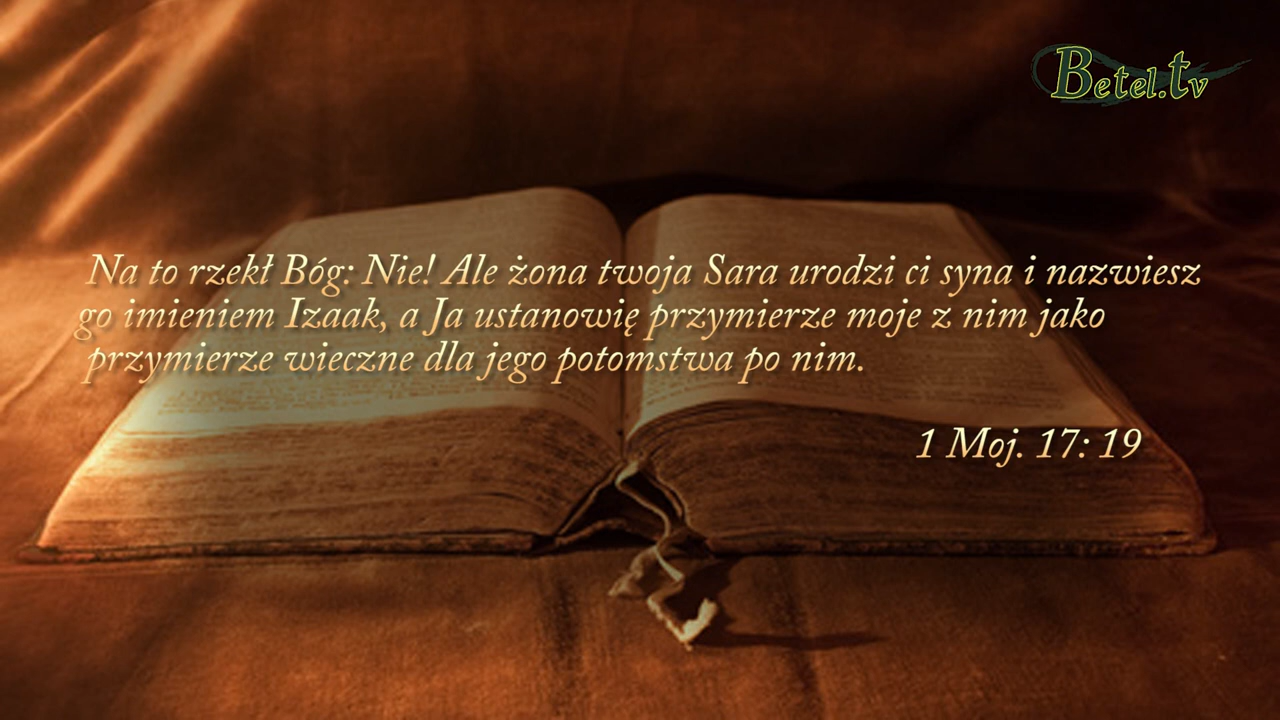 Betel.tv
Na to rzekł Bóg: Nie! Ale żona twoja Sara urodzi ci syna i nazwiesz
go imieniem Izaak, a Ja ustanowię przymierze moje z nim jako
przymierze wieczne dla jego potomstwa po nim.
1 Moj. 17: 19